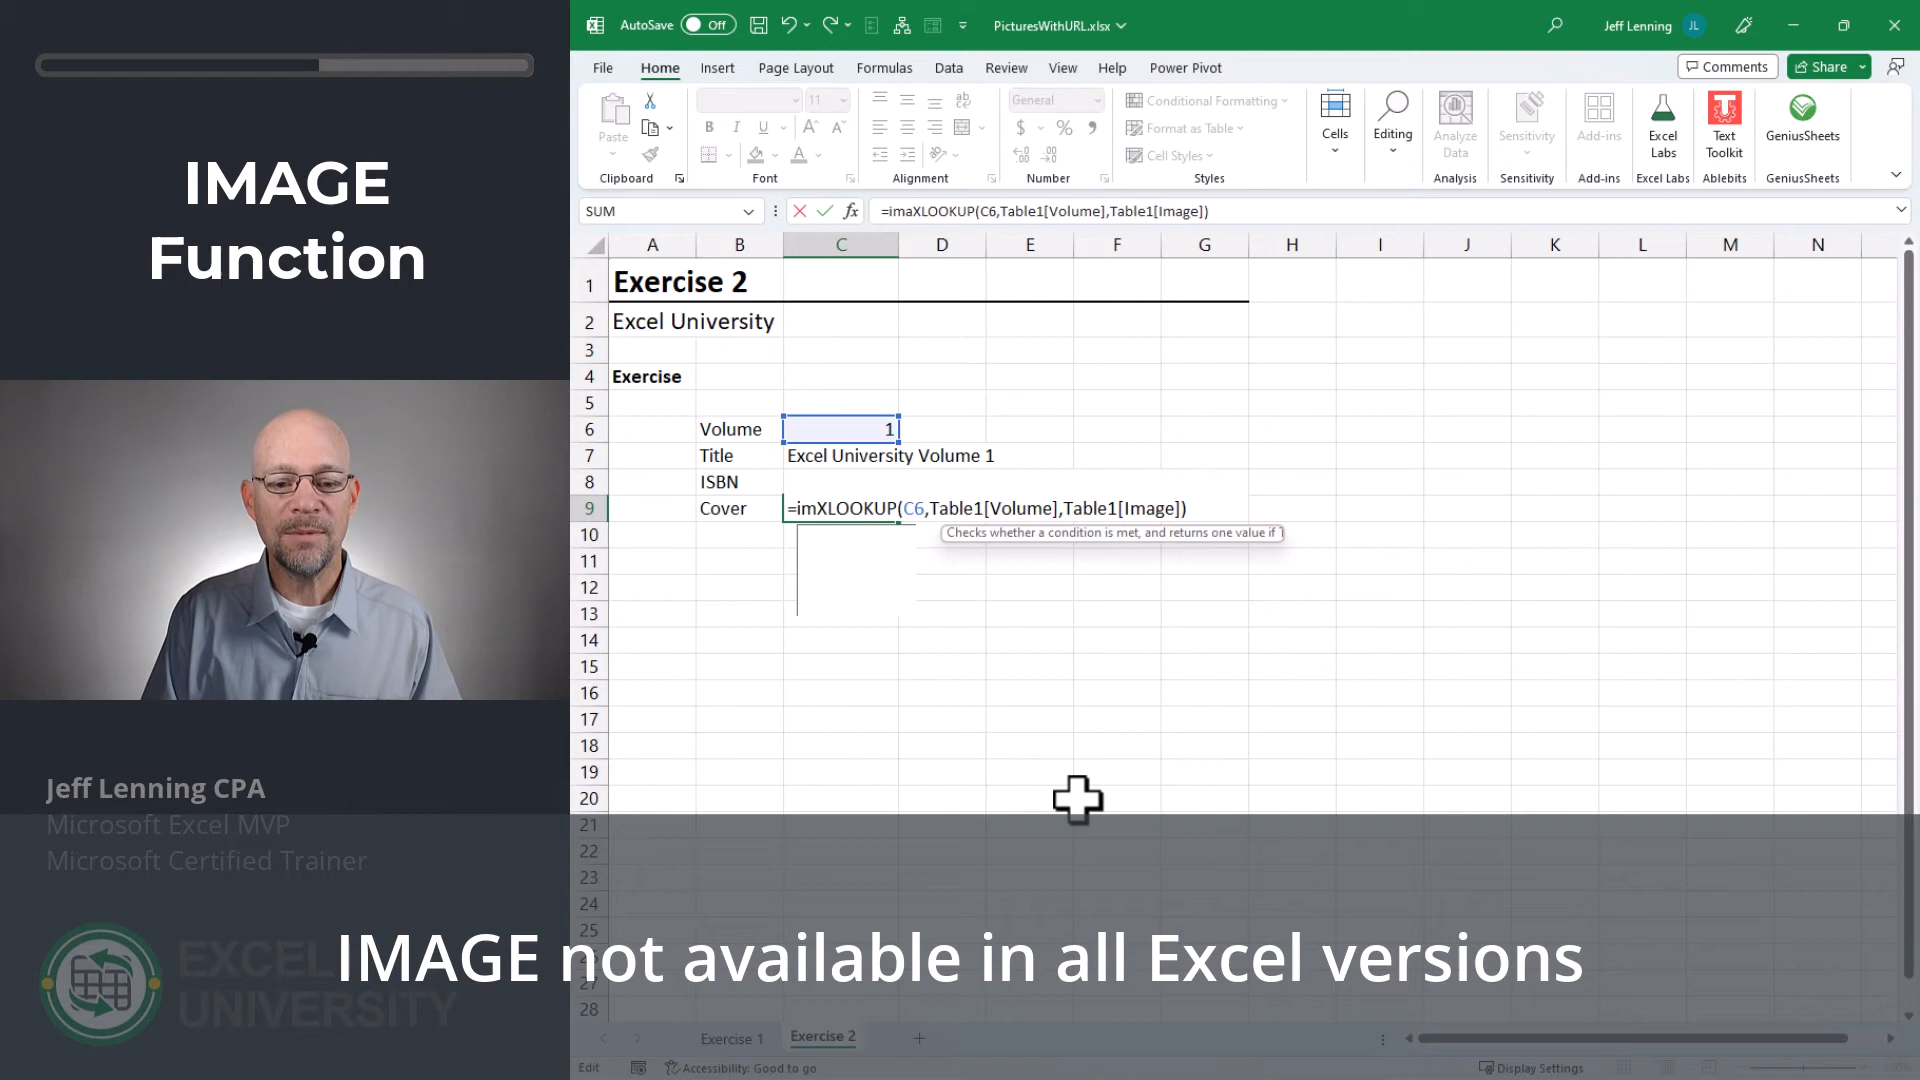 IMAGE
Function
Jeff Lenning CPA
Microsoft Excel MVP
Microsoft Certified Trainer
EXCEL
UNIVERSITY
AutoSave Off
PicturesWithURL.xlsx
Jeff Lenning JL
File Home Insert Page Layout Formulas Data Review View Help Power Pivot Comments Share
Paste
Clipboard
11
B I U
Font
ab
Alignment
General
$ % 9
Number
Conditional Formatting
Format as Table
Cell Styles
Styles
Cells
Editing
Analyze
Data
Analysis
Sensitivity
Sensitivity
Add-ins
Add-ins
Excel
Labs
Excel Labs
Text
Toolkit
Ablebits
GeniusSheets
GeniusSheets
SUM fx =imaXLOOKUP(C6,Table1[Volume],Table1[Image])
A B C D E F G H I J K L M N
1 Exercise 2
2 Excel University
3
4 Exercise
5
6 Volume 1
7 Title Excel University Volume 1
8 ISBN
9 Cover =imXLOOKUP(C6,Table1[Volume],Table1[Image])
10 Checks whether a condition is met, and returns one value if
11
12
13
14
15
16
17
18
19
20
21
22
23
24
25
27
28
IMAGE not available in all Excel versions
Exercise 1 Exercise 2
Edit Accessibility: Good to go Display Settings